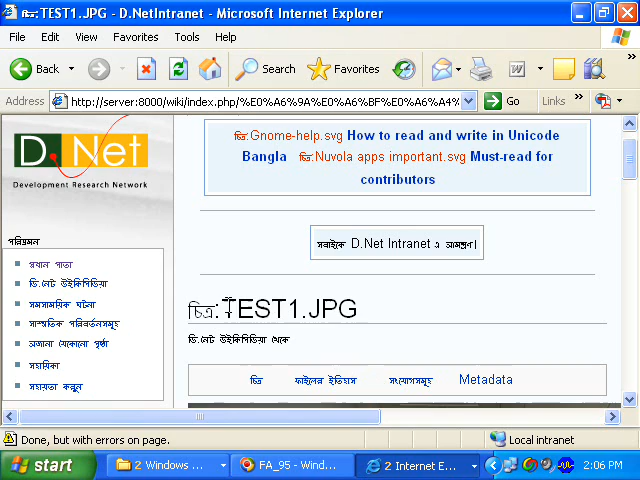 চিত্র:TEST1.JPG - D.NetIntranet - Microsoft Internet Explorer
File Edit View Favorites Tools Help
Back Search Favorites
Address http://server:8000/wiki/index.php/%E0%A6%9A%E0%A6%BF%E0%A6%A4% Go Links
D.Net
Development Research Network
চিত্র:Gnome-help.svg How to read and write in Unicode
Bangla চিত্র:Nuvola apps important.svg Must-read for
contributors
সবাইকে D.Net Intranet এ আমন্ত্রণ।
পরিভ্রমন
প্রধান পাতা
ডি.নেট উইকিপিডিয়া
সমসাময়িক ঘটনা
সাম্প্রতিক পরিবর্তনসমূহ
অজানা যেকোনো পৃষ্ঠা
সহায়িকা
সহায়তা করুন
চিত্র:TEST1.JPG
ডি.নেট উইকিপিডিয়া থেকে
চিত্র ফাইলের ইতিহাস সংযোগসমূহ Metadata
Done, but with errors on page. Local intranet
start 2 Windows ... FA_95 - Wind... 2 Internet E... 2:06 PM